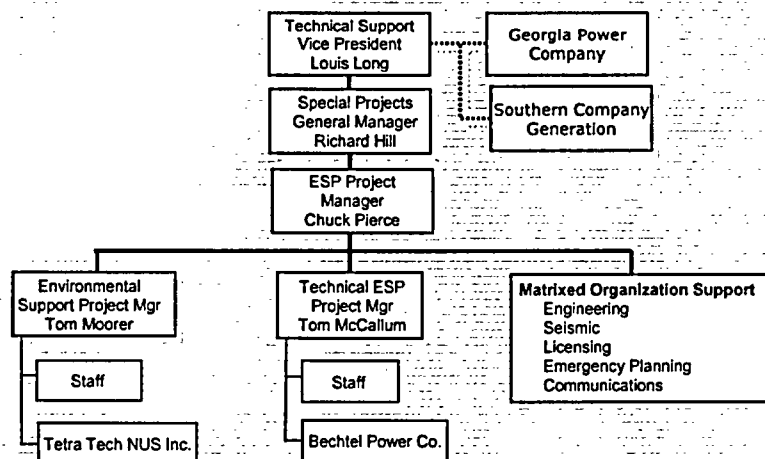 Technical Support
Vice President
Louis Long
Georgia Power
Company
Southern Company
Generation
Special Projects
General Manager
Richard Hill
ESP Project
Manager
Chuck Pierce
Environmental
Support Project Mgr
Tom Moorer
Staff
Tetra Tech NUS Inc.
Technical ESP
Project Mgr
Tom McCallum
Staff
Bechtel Power Co.
Matrixed Organization Support
Engineering
Seismic
Licensing
Emergency Planning
Communications